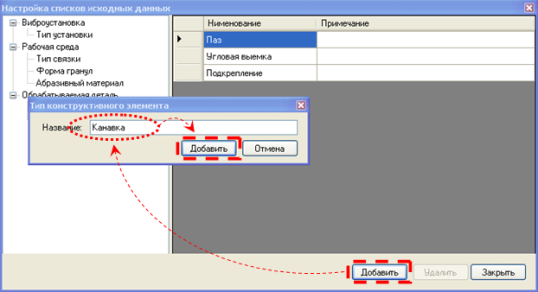 Настройка списков исходных данных
Виброустановка
Тип установки
Рабочая среда
Тип связки
Форма гранул
Абразивный материал
Обрабатываемая деталь
Наименование Примечание
Паз
Угловая выемка
Подкрепление
Тип конструктивного элемента
Название: Канавка
Добавить Отмена
Добавить Удалить Закрыть